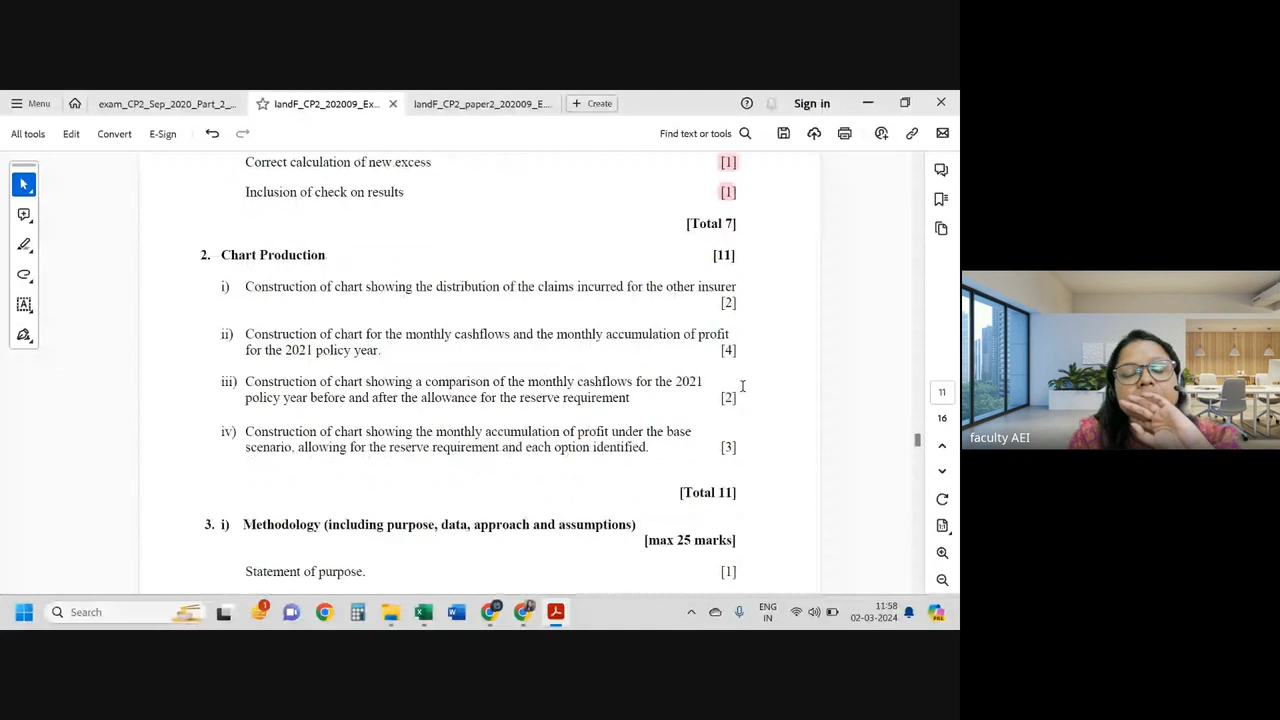 Menu
exam_CP2_Sep_2020_Part_2_...
landF_CP2_202009_Ex...
landF_CP2_paper2_202009_E...
Create
Sign in
All tools
Edit
Convert
E-Sign
Find text or tools
Correct calculation of new excess [1]
Inclusion of check on results [1]
[Total 7]
2. Chart Production [11]
i) Construction of chart showing the distribution of the claims incurred for the other insurer
[2]
ii) Construction of chart for the monthly cashflows and the monthly accumulation of profit
for the 2021 policy year. [4]
iii) Construction of chart showing a comparison of the monthly cashflows for the 2021
policy year before and after the allowance for the reserve requirement [2]
iv) Construction of chart showing the monthly accumulation of profit under the base
scenario, allowing for the reserve requirement and each option identified. [3]
[Total 11]
3. i) Methodology (including purpose, data, approach and assumptions)
[max 25 marks]
Statement of purpose. [1]
11
16
faculty AEI
Search
1
ENG
IN
11:58
02-03-2024